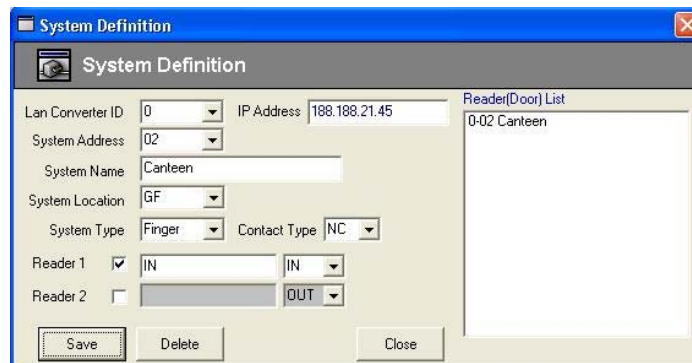 System Definition
System Definition
Lan Converter ID 0 IP Address 188.188.21.45
System Address 02
System Name Canteen
System Location GF
System Type Finger Contact Type NC
Reader 1 IN IN
Reader 2 OUT
Save Delete Close
Reader(Door) List
0-02 Canteen